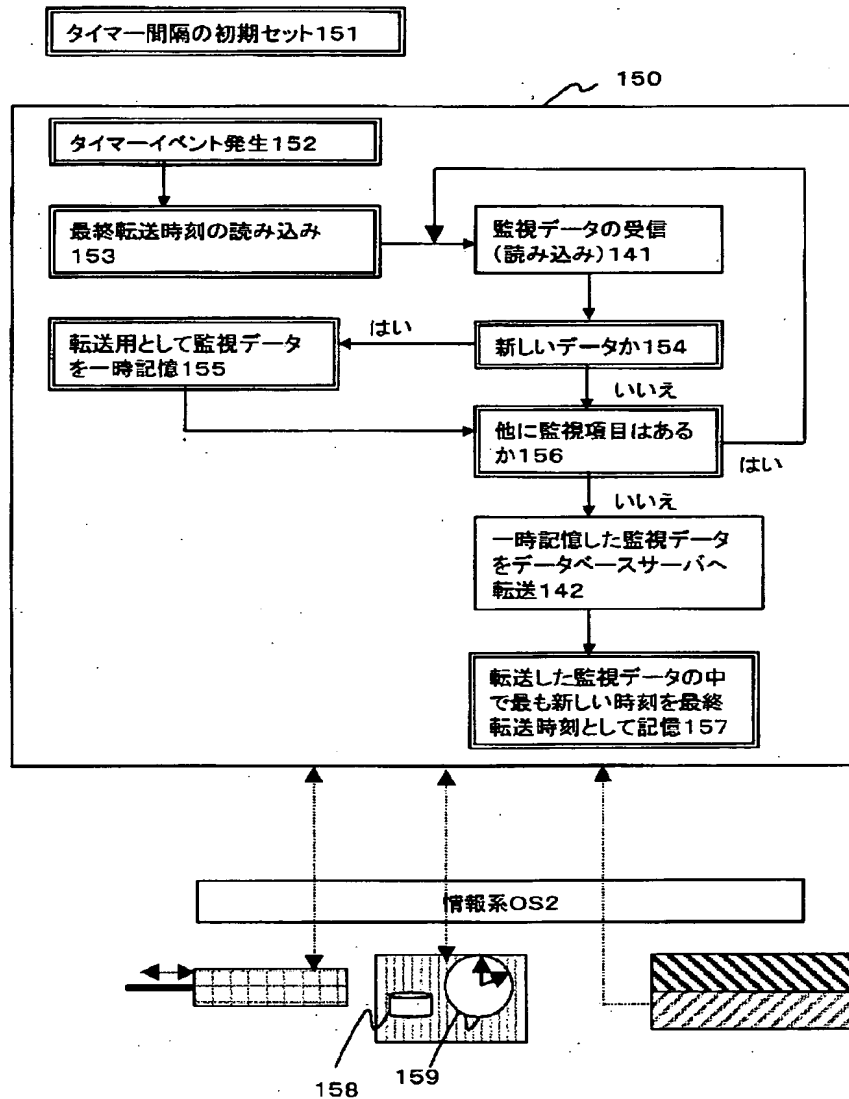 タイマー間隔の初期セット151
150
タイマーイベント発生152
最終転送時刻の読み込み
153
監視データの受信
(読み込み)141
転送用として監視データ
を一時記憶155
はい
新しいデータか154
いいえ
他に監視項目はある
か156
はい
いいえ
一時記憶した監視データ
をデータベースサーバへ
転送142
転送した監視データの中
で最も新しい時刻を最終
転送時刻として記憶157
情報系OS2
158
159